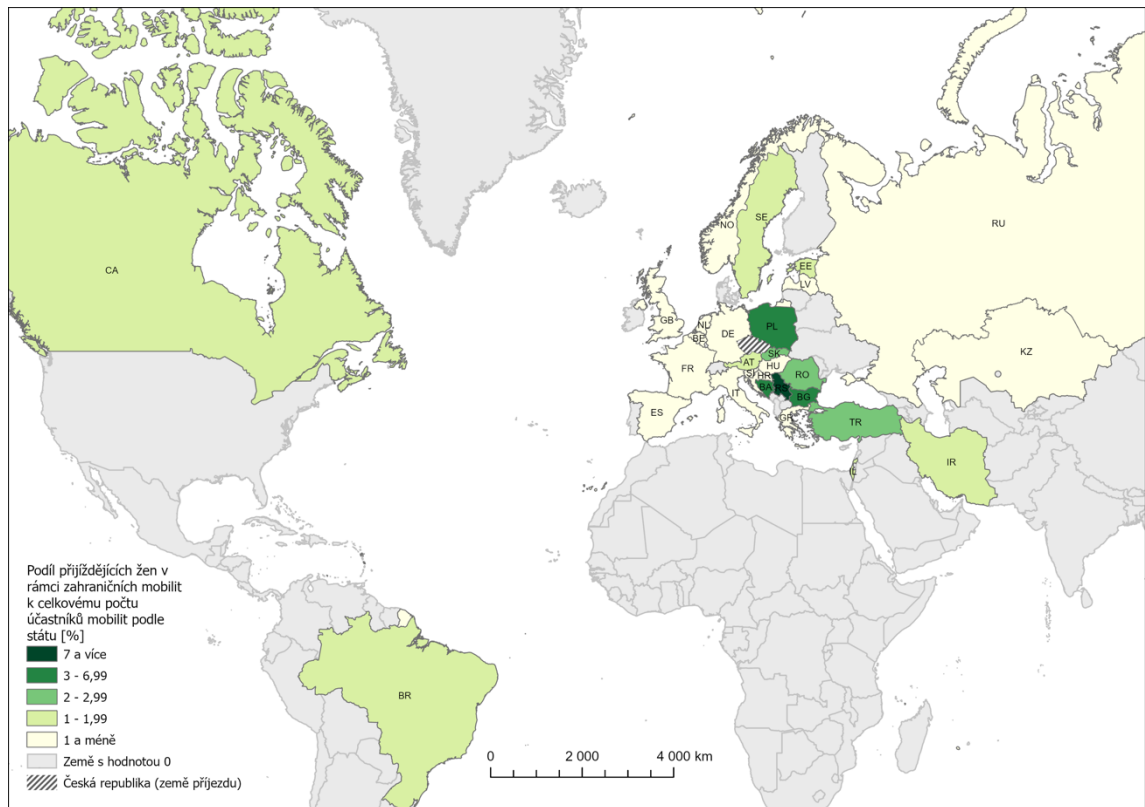 CA
NO
SE
RU
EE
LV
GB
NL
BE
DE
PL
SK
KZ
AT
HU
FR
SI
HR
RO
BA
RS
BG
IT
ES
GR
TR
IL
IR
BR
Podíl přijíždějících žen v
rámci zahraničních mobilit
k celkovému počtu
účastníků mobilit podle
státu [%]
7 a více
3 - 6,99
2 - 2,99
1 - 1,99
1 a méně
Země s hodnotou 0
Česká republika (země příjezdu)
0 2 000 4 000 km